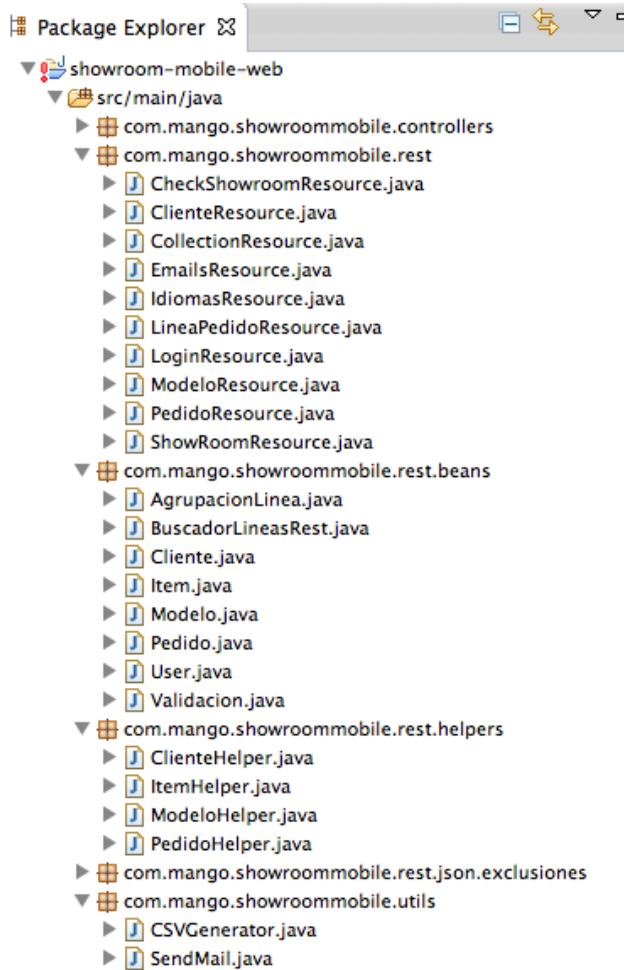 Package Explorer
showroom-mobile-web
src/main/java
com.mango.showroommobile.controllers
com.mango.showroommobile.rest
CheckShowroomResource.java
ClienteResource.java
CollectionResource.java
EmailsResource.java
IdiomasResource.java
LineaPedidoResource.java
LoginResource.java
ModeloResource.java
PedidoResource.java
ShowRoomResource.java
com.mango.showroommobile.rest.beans
AgrupacionLinea.java
BuscadorLineasRest.java
Cliente.java
Item.java
Modelo.java
Pedido.java
User.java
Validacion.java
com.mango.showroommobile.rest.helpers
ClienteHelper.java
ItemHelper.java
ModeloHelper.java
PedidoHelper.java
com.mango.showroommobile.rest.json.exclusiones
com.mango.showroommobile.utils
CSVGenerator.java
SendMail.java